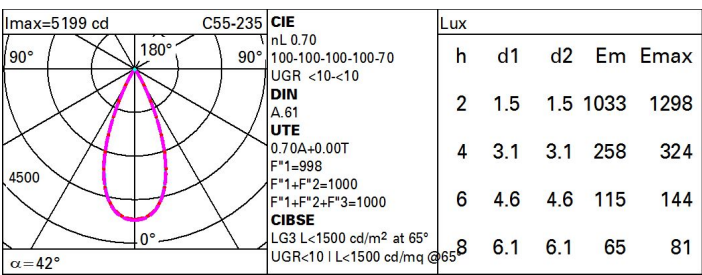 Imax=5199 cd C55-235
90° 180° 90°
4500
0°
α=42°
CIE
nL 0.70
100-100-100-100-70
UGR <10-<10
DIN
A.61
UTE
0.70A+0.00T
F"1=998
F"1+F"2=1000
F"1+F"2+F"3=1000
CIBSE
LG3 L<1500 cd/m² at 65°
UGR<10 | L<1500 cd/mq @65°
Lux
h d1 d2 Em Emax
2 1.5 1.5 1033 1298
4 3.1 3.1 258 324
6 4.6 4.6 115 144
8 6.1 6.1 65 81